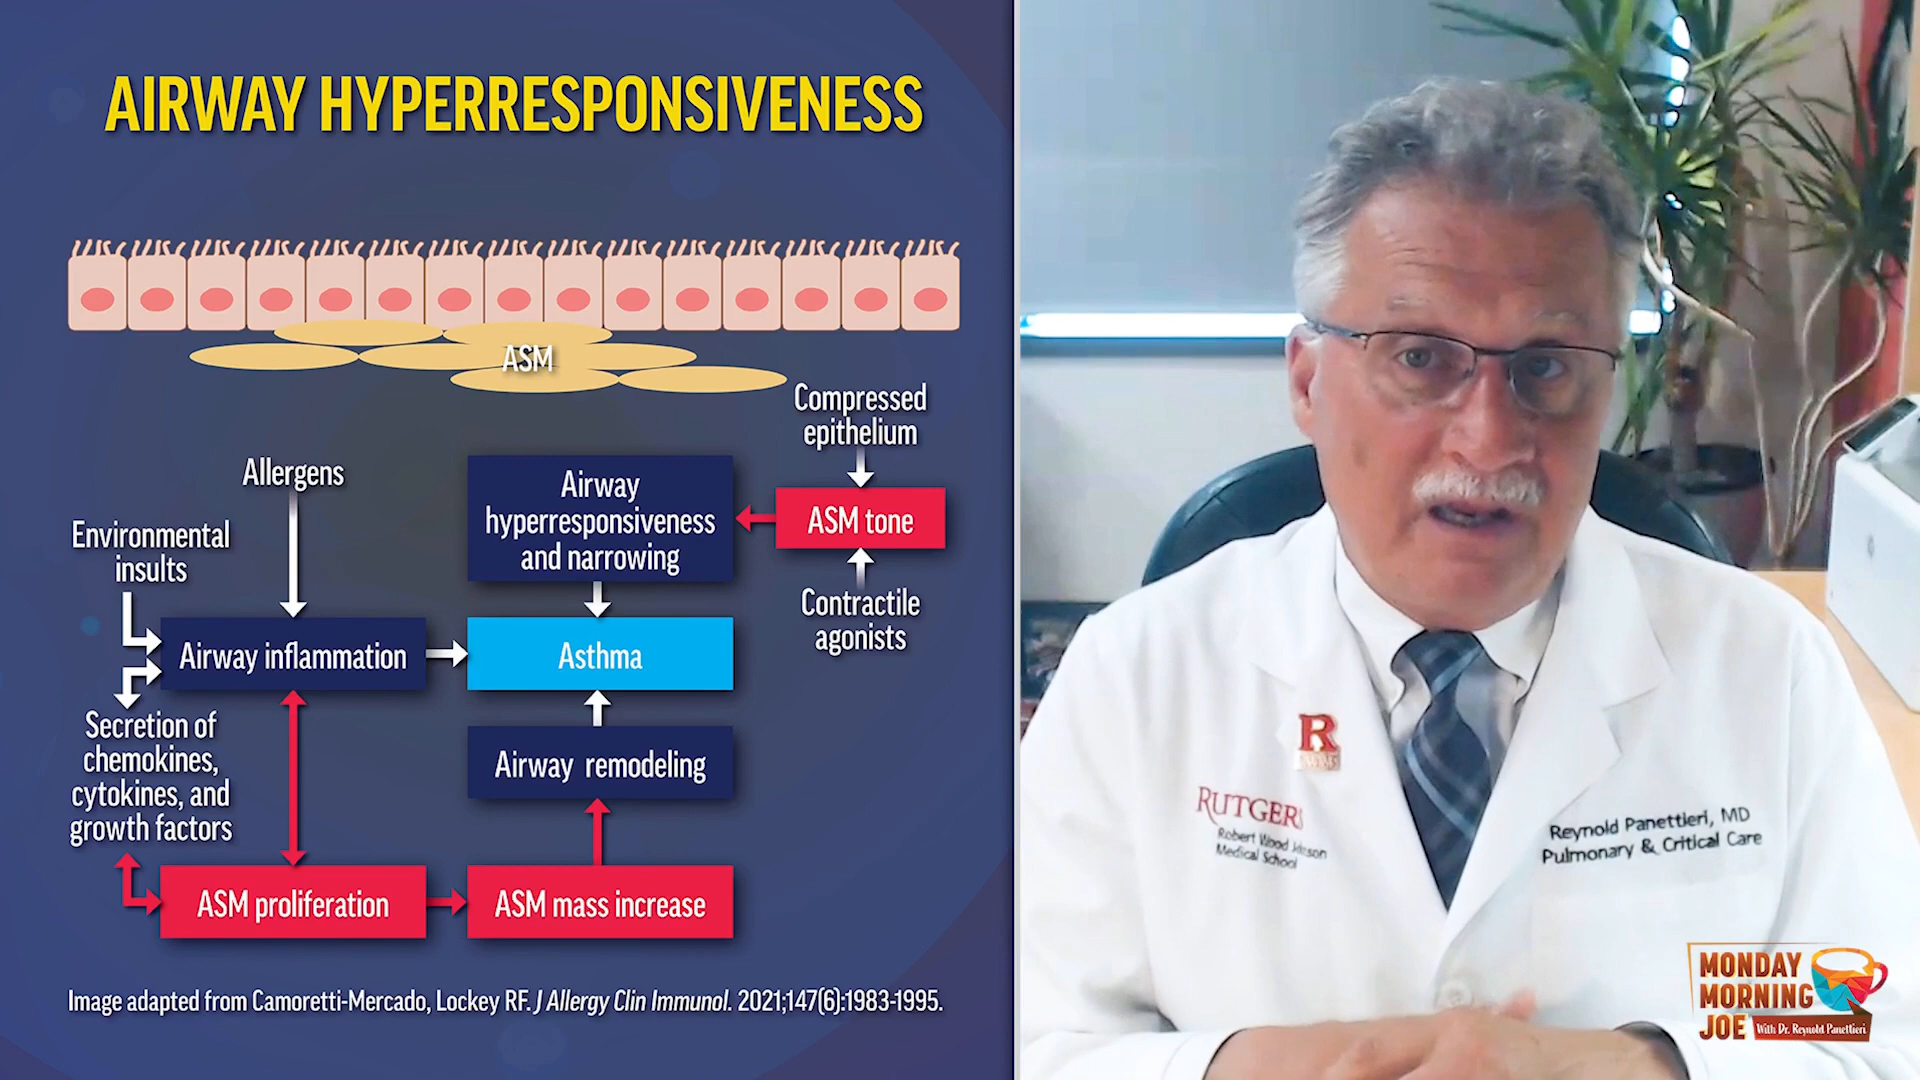 AIRWAY HYPERRESPONSIVENESS
ASM
Compressed
epithelium
Allergens
Airway
hyperresponsiveness
and narrowing
ASM tone
Environmental
insults
Contractile
agonists
Airway inflammation
Asthma
Secretion of
chemokines,
cytokines, and
growth factors
Airway remodeling
ASM proliferation
ASM mass increase
Image adapted from Camoretti-Mercado, Lockey RF. J Allergy Clin Immunol. 2021;147(6):1983-1995.
R
RUTGERS
Robert Wood Johnson
Medical School
Reynold Panettieri, MD
Pulmonary & Critical Care
MONDAY
MORNING
JOE
With Dr. Reynold Panettieri